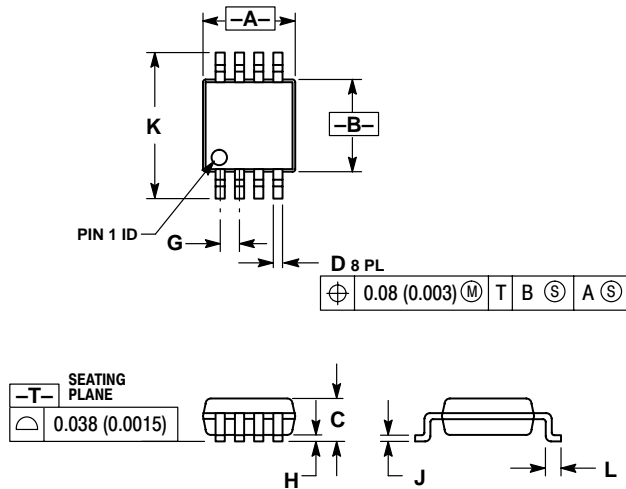 –A–
K
–B–
PIN 1 ID
G
D 8 PL
⌖ 0.08 (0.003) Ⓜ T B Ⓢ A Ⓢ
–T– SEATING PLANE
⌓ 0.038 (0.0015)
C
H
J
L